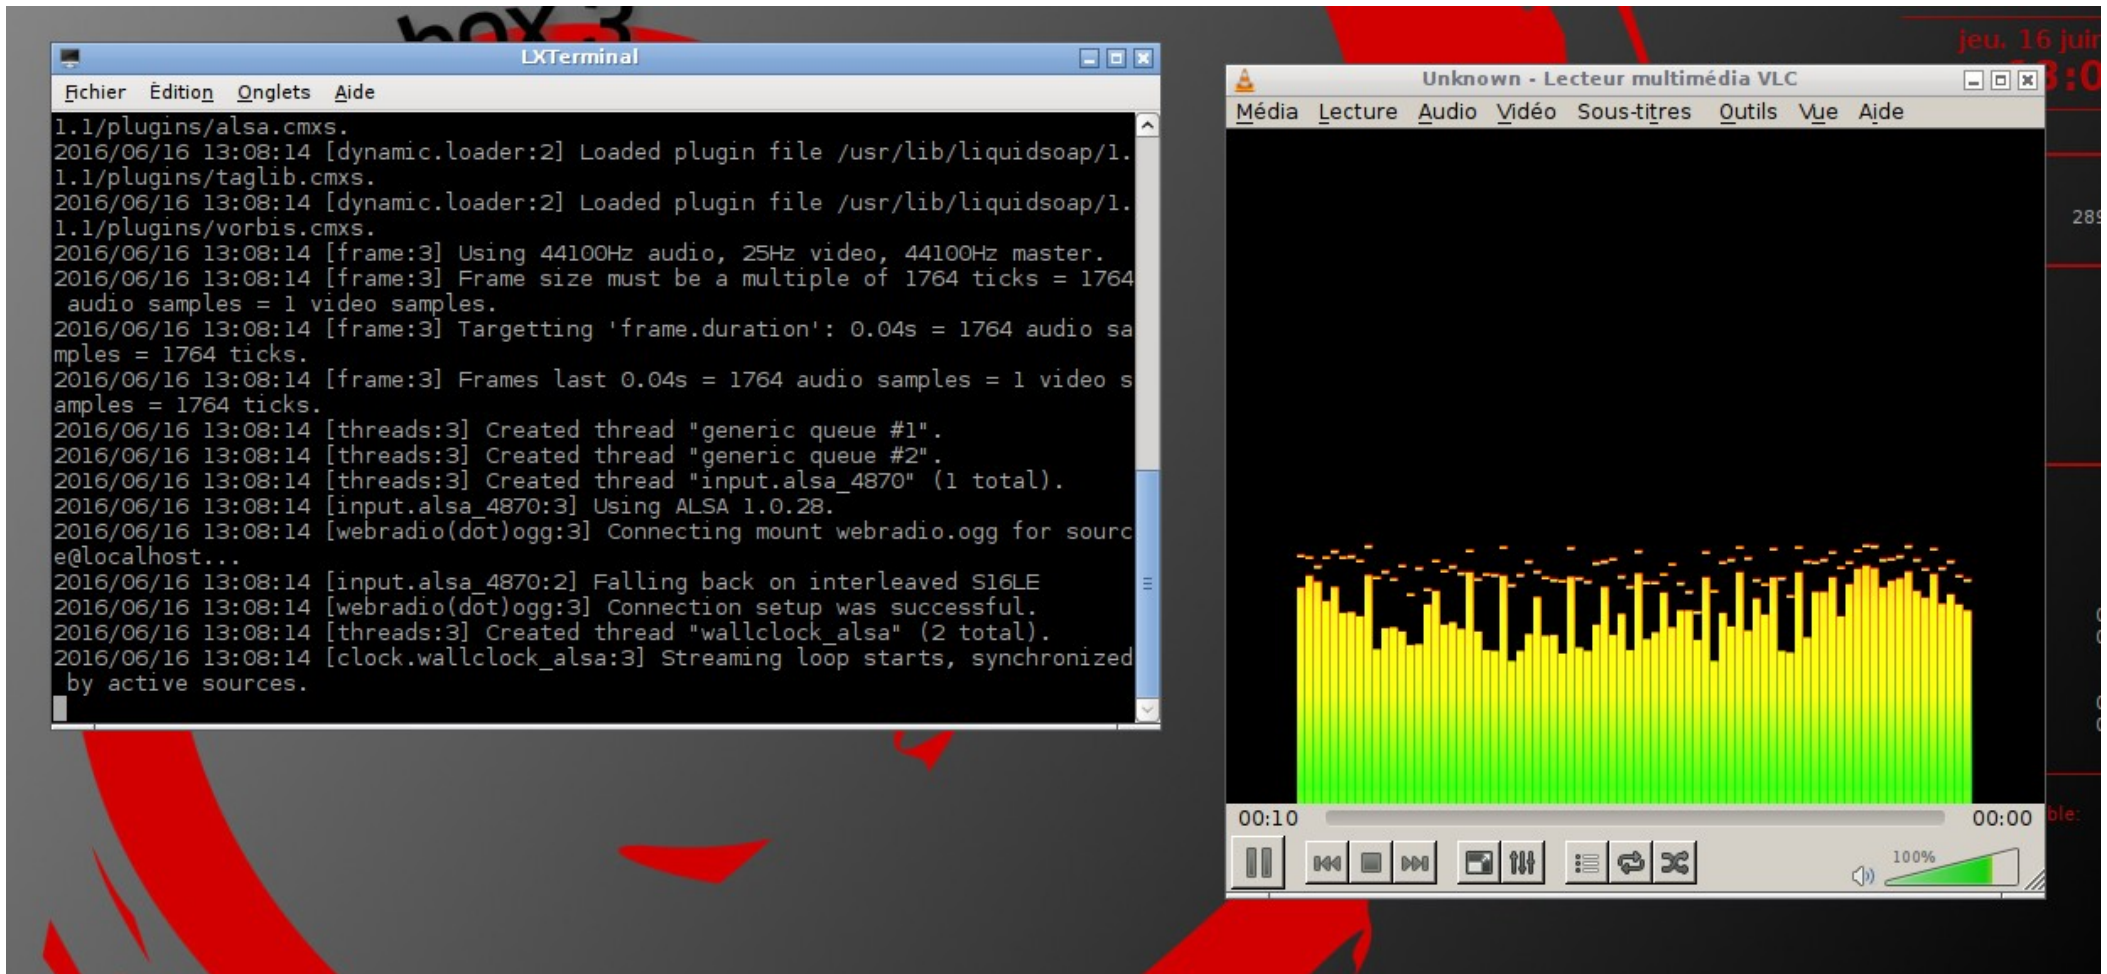 box 3
LXTerminal
Fichier Édition Onglets Aide
1.1/plugins/alsa.cmxs.
2016/06/16 13:08:14 [dynamic.loader:2] Loaded plugin file /usr/lib/liquidsoap/1.
1.1/plugins/taglib.cmxs.
2016/06/16 13:08:14 [dynamic.loader:2] Loaded plugin file /usr/lib/liquidsoap/1.
1.1/plugins/vorbis.cmxs.
2016/06/16 13:08:14 [frame:3] Using 44100Hz audio, 25Hz video, 44100Hz master.
2016/06/16 13:08:14 [frame:3] Frame size must be a multiple of 1764 ticks = 1764
audio samples = 1 video samples.
2016/06/16 13:08:14 [frame:3] Targetting 'frame.duration': 0.04s = 1764 audio sa
mples = 1764 ticks.
2016/06/16 13:08:14 [frame:3] Frames last 0.04s = 1764 audio samples = 1 video s
amples = 1764 ticks.
2016/06/16 13:08:14 [threads:3] Created thread "generic queue #1".
2016/06/16 13:08:14 [threads:3] Created thread "generic queue #2".
2016/06/16 13:08:14 [threads:3] Created thread "input.alsa_4870" (1 total).
2016/06/16 13:08:14 [input.alsa_4870:3] Using ALSA 1.0.28.
2016/06/16 13:08:14 [webradio(dot)ogg:3] Connecting mount webradio.ogg for sourc
e@localhost...
2016/06/16 13:08:14 [input.alsa_4870:2] Falling back on interleaved S16LE
2016/06/16 13:08:14 [webradio(dot)ogg:3] Connection setup was successful.
2016/06/16 13:08:14 [threads:3] Created thread "wallclock_alsa" (2 total).
2016/06/16 13:08:14 [clock.wallclock_alsa:3] Streaming loop starts, synchronized
by active sources.
Unknown - Lecteur multimédia VLC
Média Lecture Audio Vidéo Sous-titres Outils Vue Aide
00:10 00:00
100%
jeu. 16 juin
3:0
289
ble: